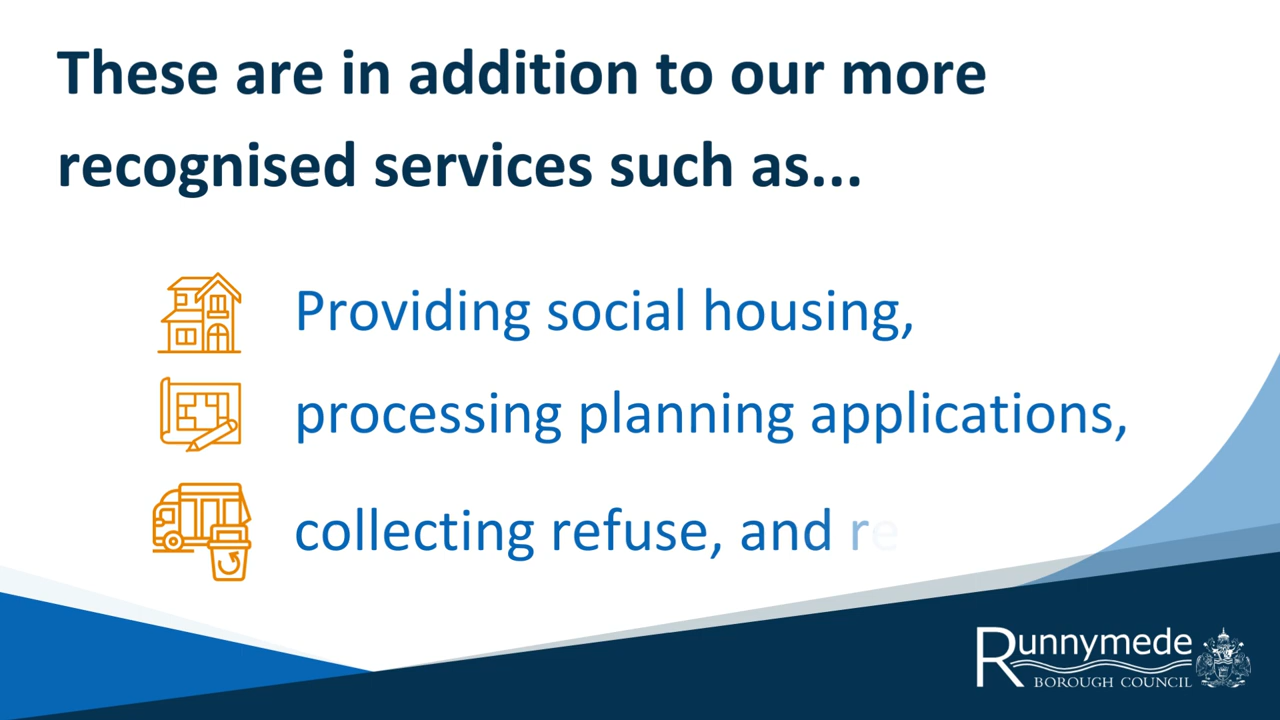 These are in addition to our more
recognised services such as...
Providing social housing,
processing planning applications,
collecting refuse, and re
Runnymede
BOROUGH COUNCIL